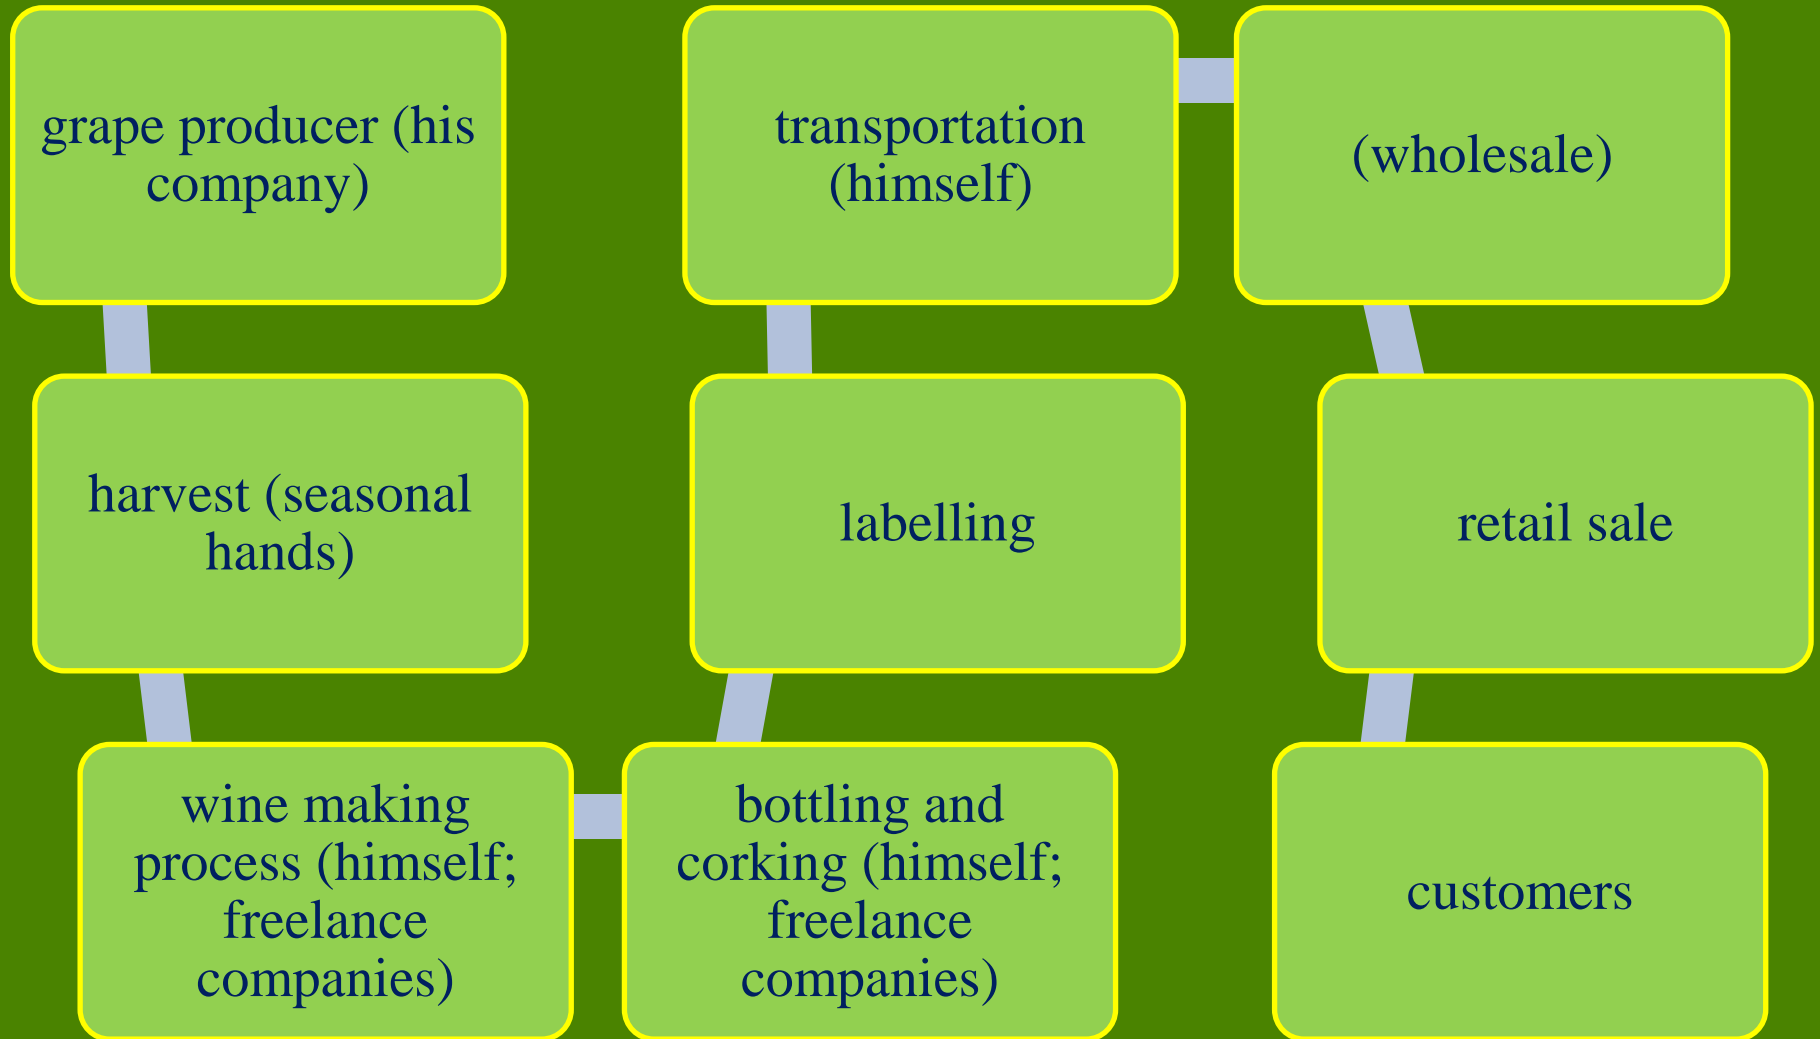 grape producer (his
company)
harvest (seasonal
hands)
wine making
process (himself;
freelance
companies)
bottling and
corking (himself;
freelance
companies)
labelling
transportation
(himself)
(wholesale)
retail sale
customers